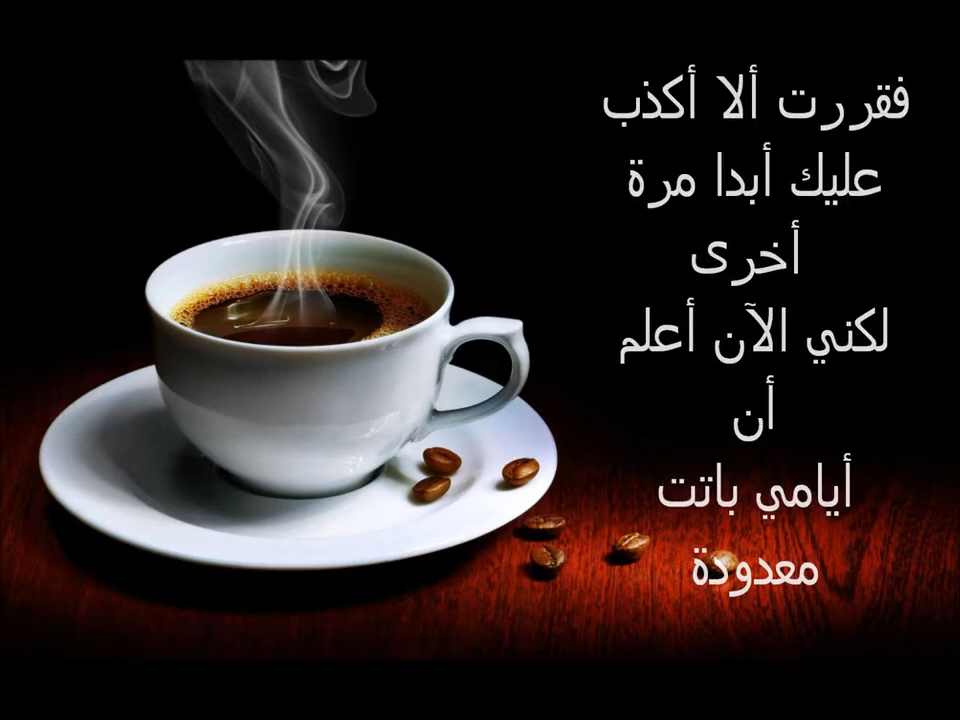 فقررت ألا أكذب
عليك أبدا مرة
أخرى
لكني الآن أعلم
أن
أيامي باتت
معدودة